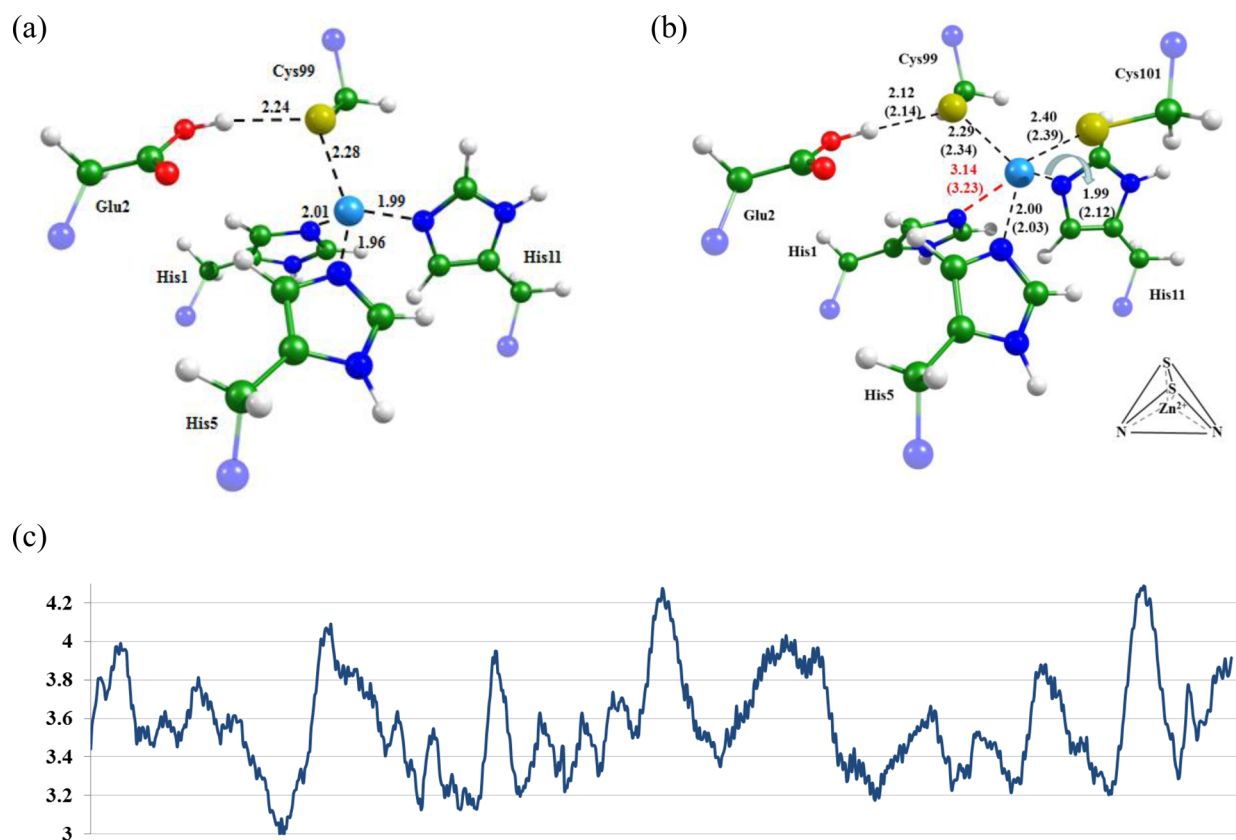 (a)
Cys99
2.24
2.28
Glu2
2.01
1.99
1.96
His1
His11
His5
(b)
Cys99
Cys101
2.12
(2.14)
2.40
(2.39)
2.29
(2.34)
3.14
(3.23)
Glu2
1.99
(2.12)
2.00
(2.03)
His1
His11
His5
S
S
Zn2+
N N
(c)
4.2
4
3.8
3.6
3.4
3.2
3